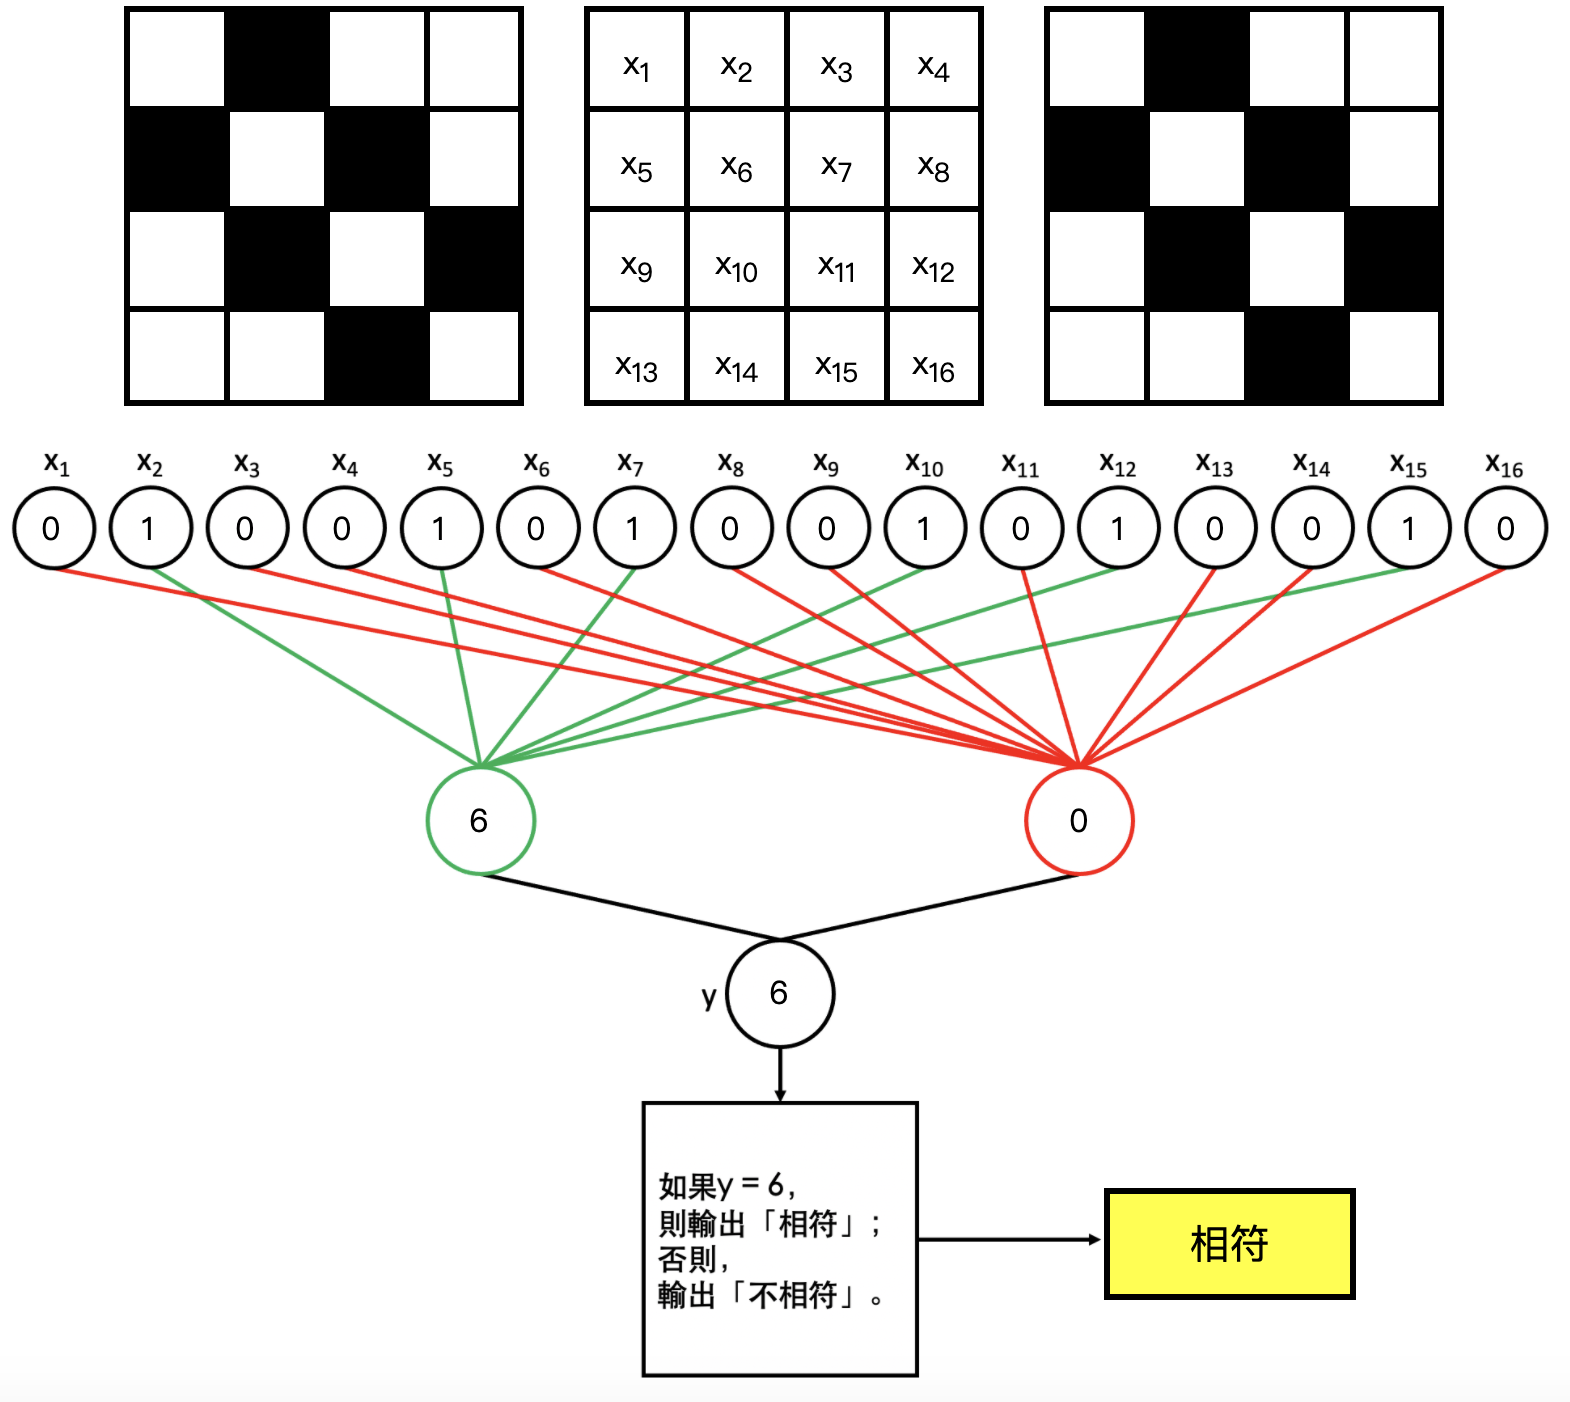 x₁ x₂ x₃ x₄
x₅ x₆ x₇ x₈
x₉ x₁₀ x₁₁ x₁₂
x₁₃ x₁₄ x₁₅ x₁₆
x₁ x₂ x₃ x₄ x₅ x₆ x₇ x₈ x₉ x₁₀ x₁₁ x₁₂ x₁₃ x₁₄ x₁₅ x₁₆
0 1 0 0 1 0 1 0 0 1 0 1 0 0 1 0
6 0
y 6
如果y = 6,
則輸出「相符」;
否則,
輸出「不相符」。
相符